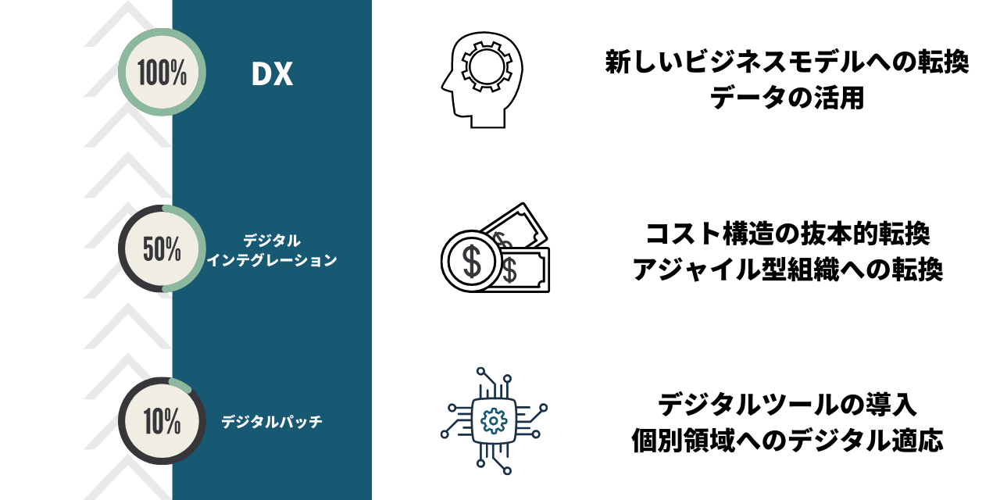 100%
DX
新しいビジネスモデルへの転換
データの活用
50%
デジタル
インテグレーション
$
$
コスト構造の抜本的転換
アジャイル型組織への転換
10%
デジタルパッチ
デジタルツールの導入
個別領域へのデジタル適応